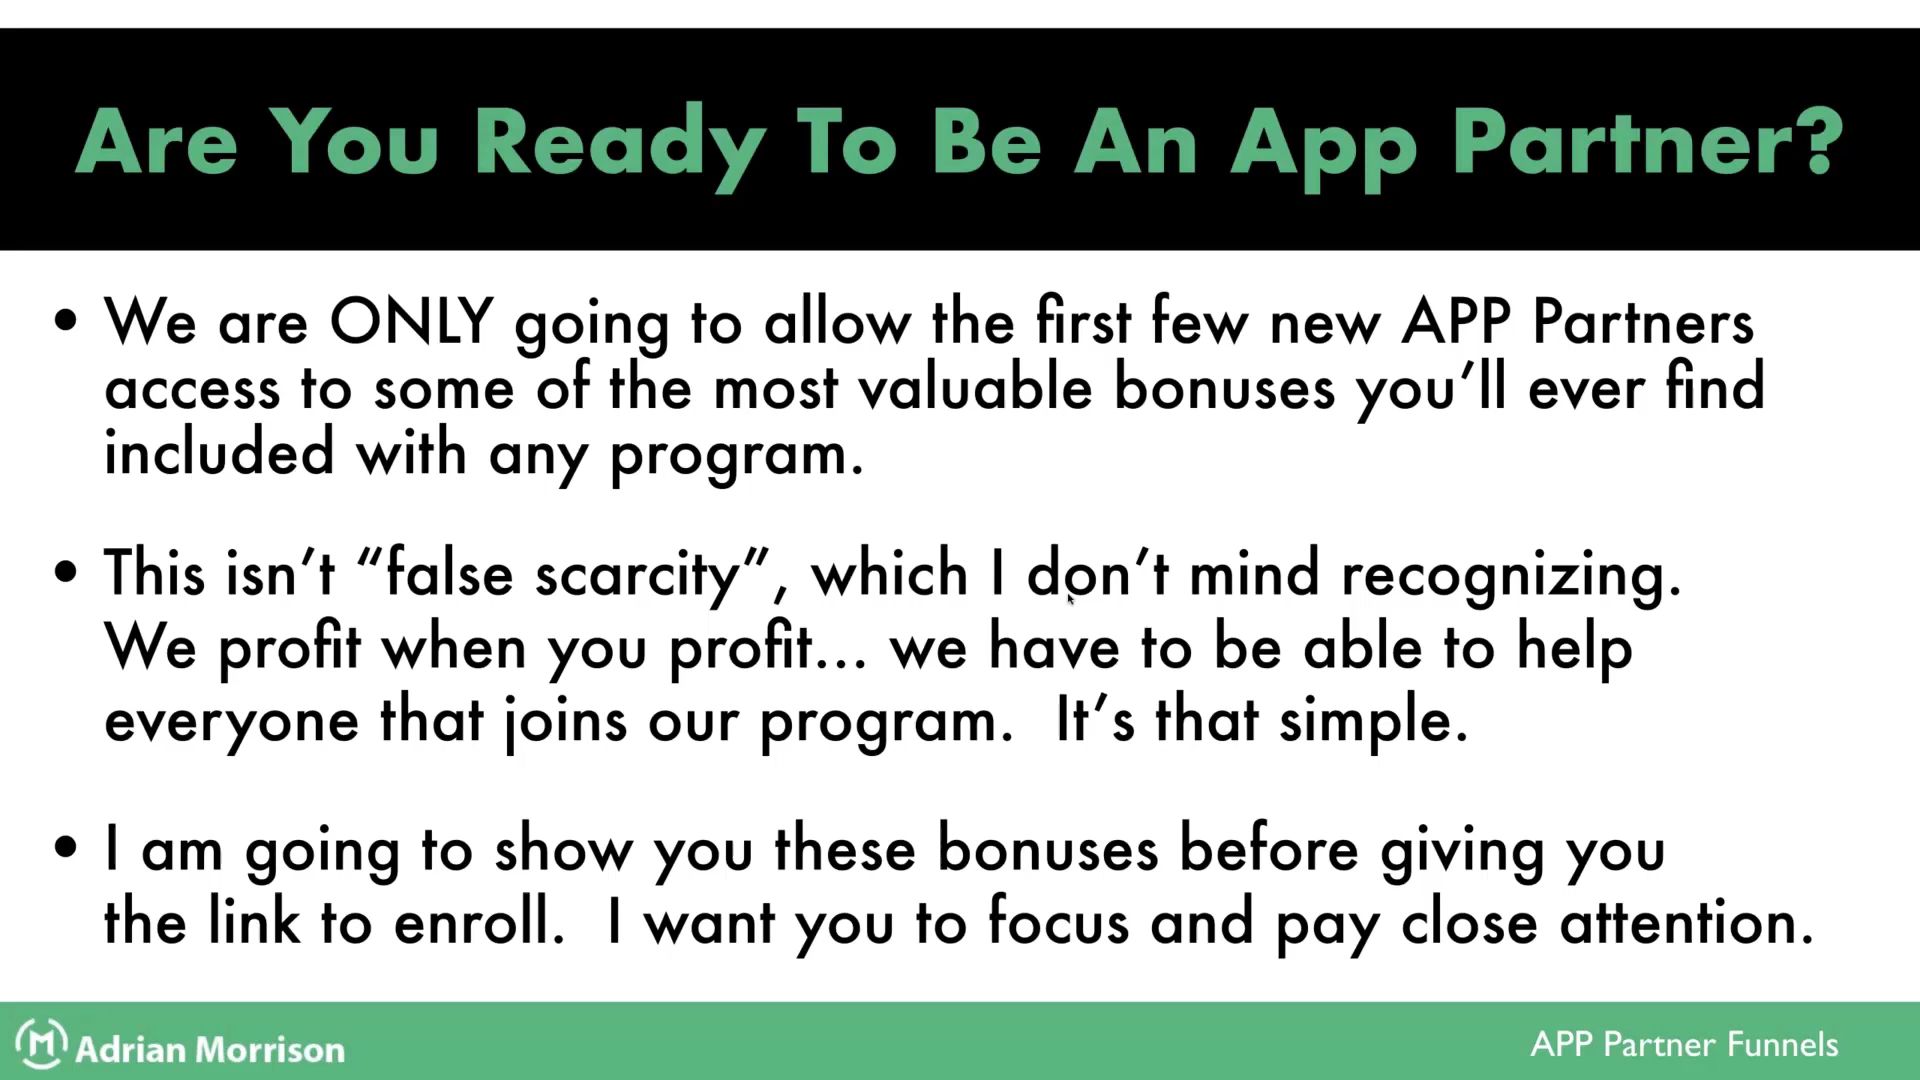 Are You Ready To Be An App Partner?
• We are ONLY going to allow the first few new APP Partners
access to some of the most valuable bonuses you’ll ever find
included with any program.
• This isn’t “false scarcity”, which I don’t mind recognizing.
We profit when you profit... we have to be able to help
everyone that joins our program.  It’s that simple.
• I am going to show you these bonuses before giving you
the link to enroll.  I want you to focus and pay close attention.
M Adrian Morrison
APP Partner Funnels